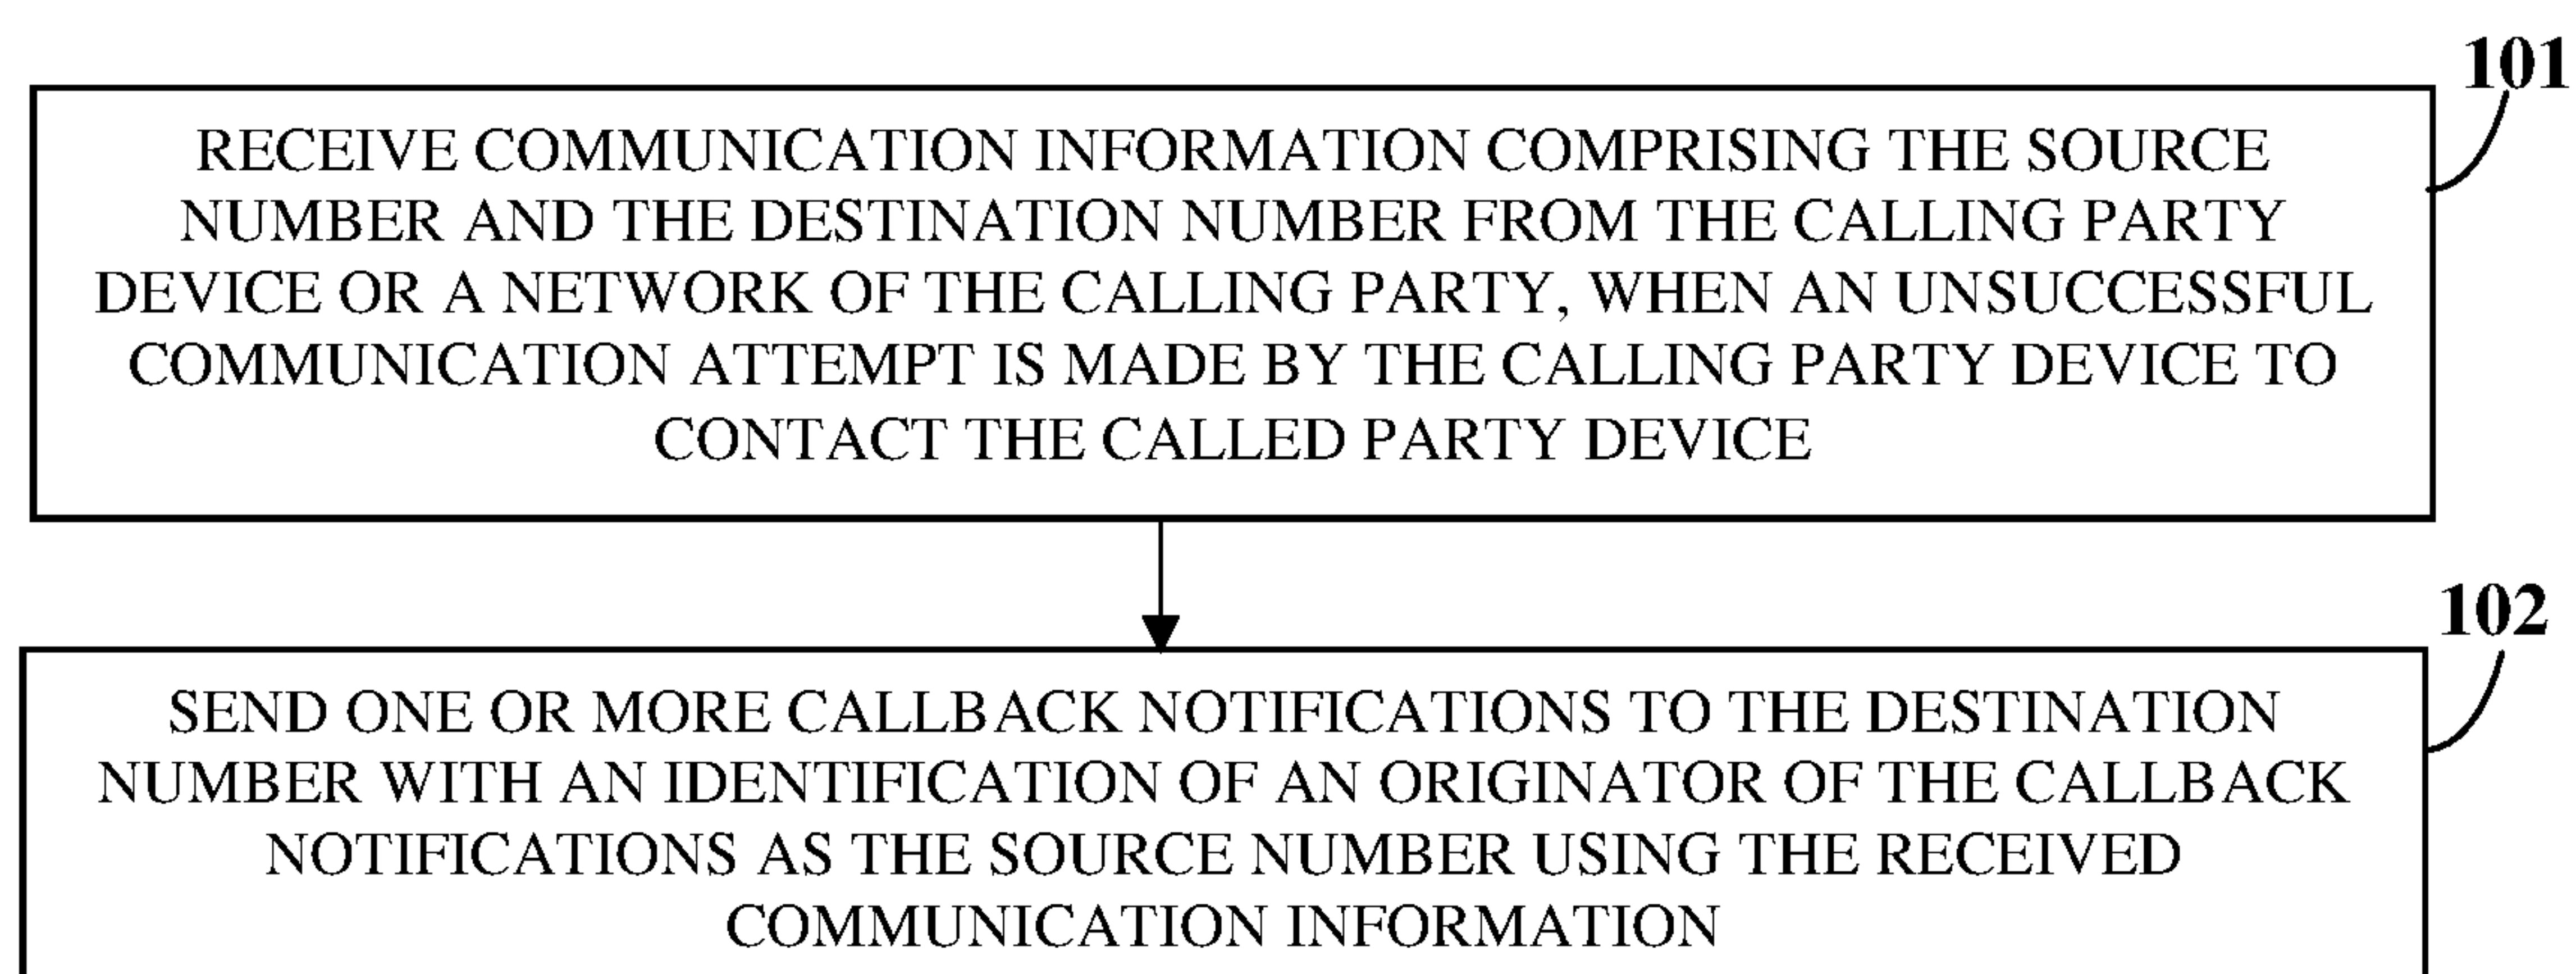 101
RECEIVE COMMUNICATION INFORMATION COMPRISING THE SOURCE
NUMBER AND THE DESTINATION NUMBER FROM THE CALLING PARTY
DEVICE OR A NETWORK OF THE CALLING PARTY, WHEN AN UNSUCCESSFUL
COMMUNICATION ATTEMPT IS MADE BY THE CALLING PARTY DEVICE TO
CONTACT THE CALLED PARTY DEVICE
102
SEND ONE OR MORE CALLBACK NOTIFICATIONS TO THE DESTINATION
NUMBER WITH AN IDENTIFICATION OF AN ORIGINATOR OF THE CALLBACK
NOTIFICATIONS AS THE SOURCE NUMBER USING THE RECEIVED
COMMUNICATION INFORMATION